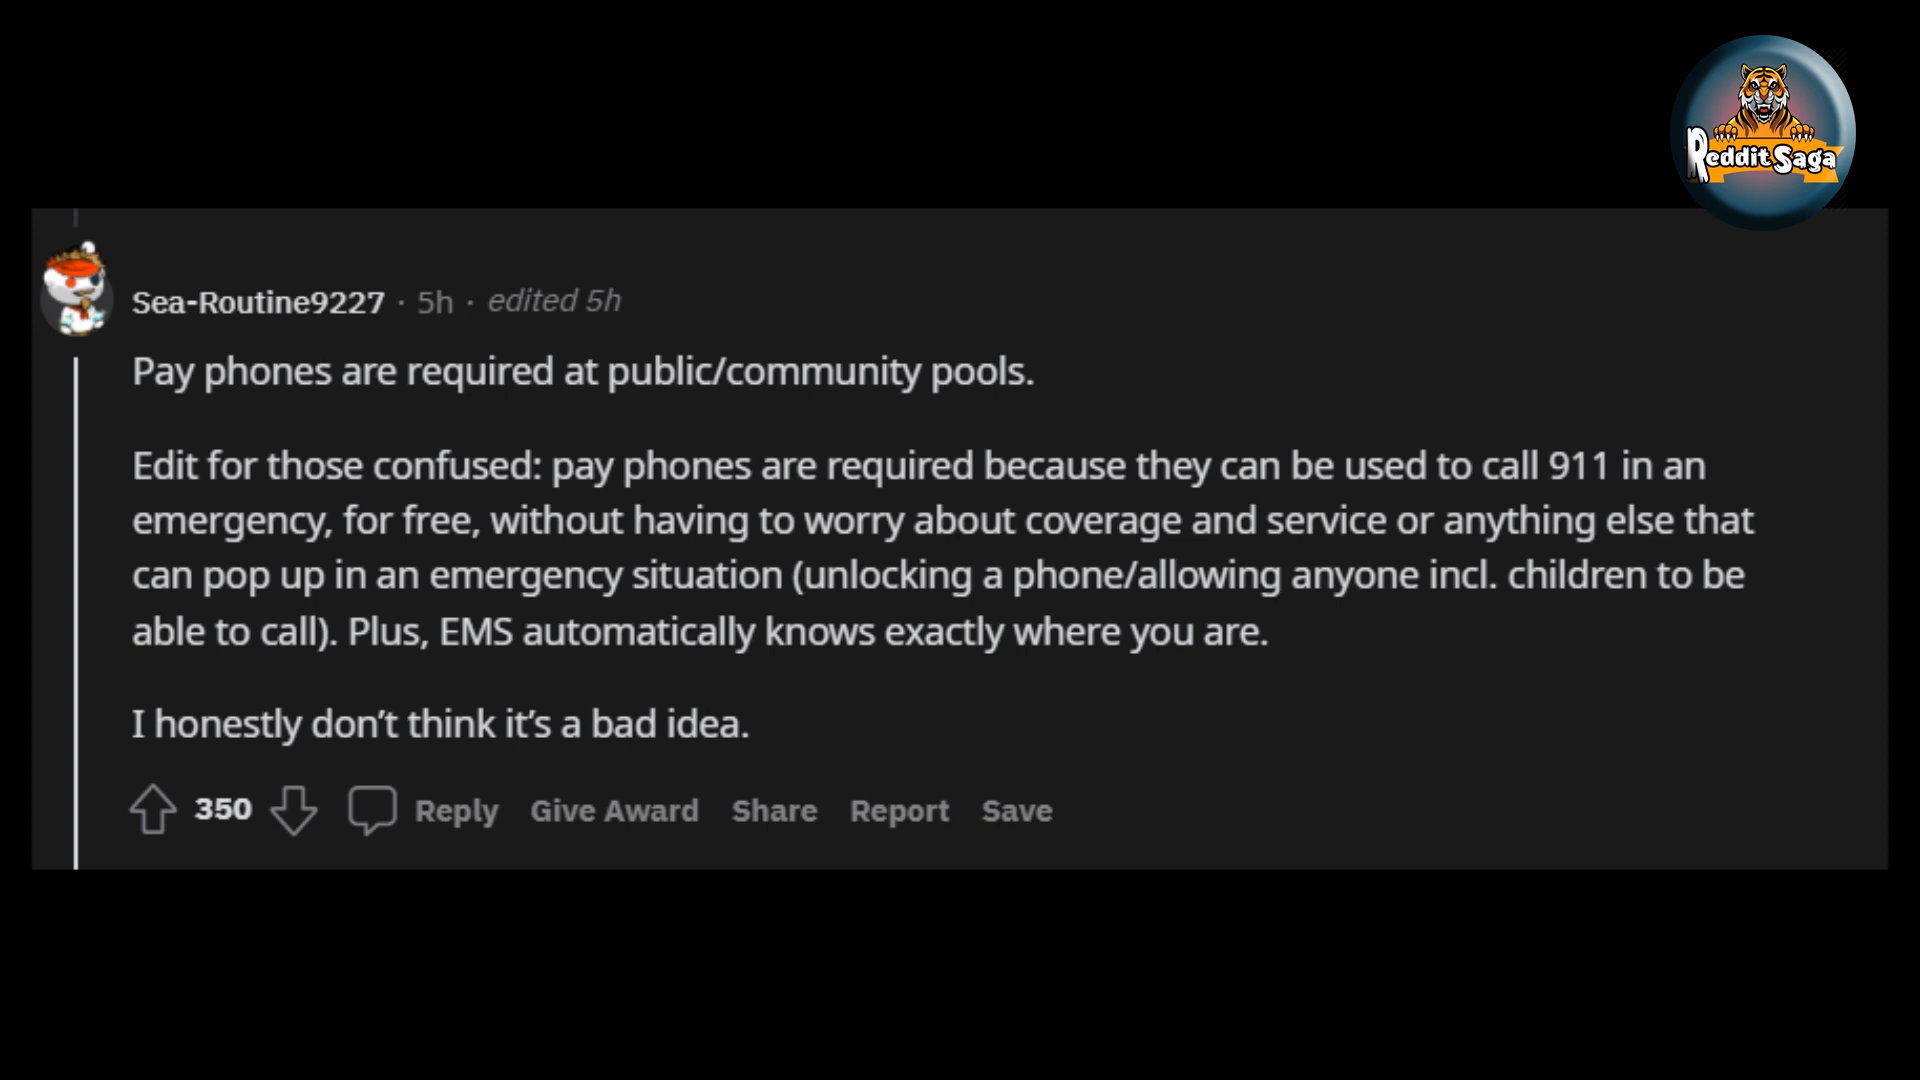 Reddit Saga
Sea-Routine9227 · 5h · edited 5h
Pay phones are required at public/community pools.
Edit for those confused: pay phones are required because they can be used to call 911 in an
emergency, for free, without having to worry about coverage and service or anything else that
can pop up in an emergency situation (unlocking a phone/allowing anyone incl. children to be
able to call). Plus, EMS automatically knows exactly where you are.
I honestly don’t think it’s a bad idea.
350 Reply Give Award Share Report Save